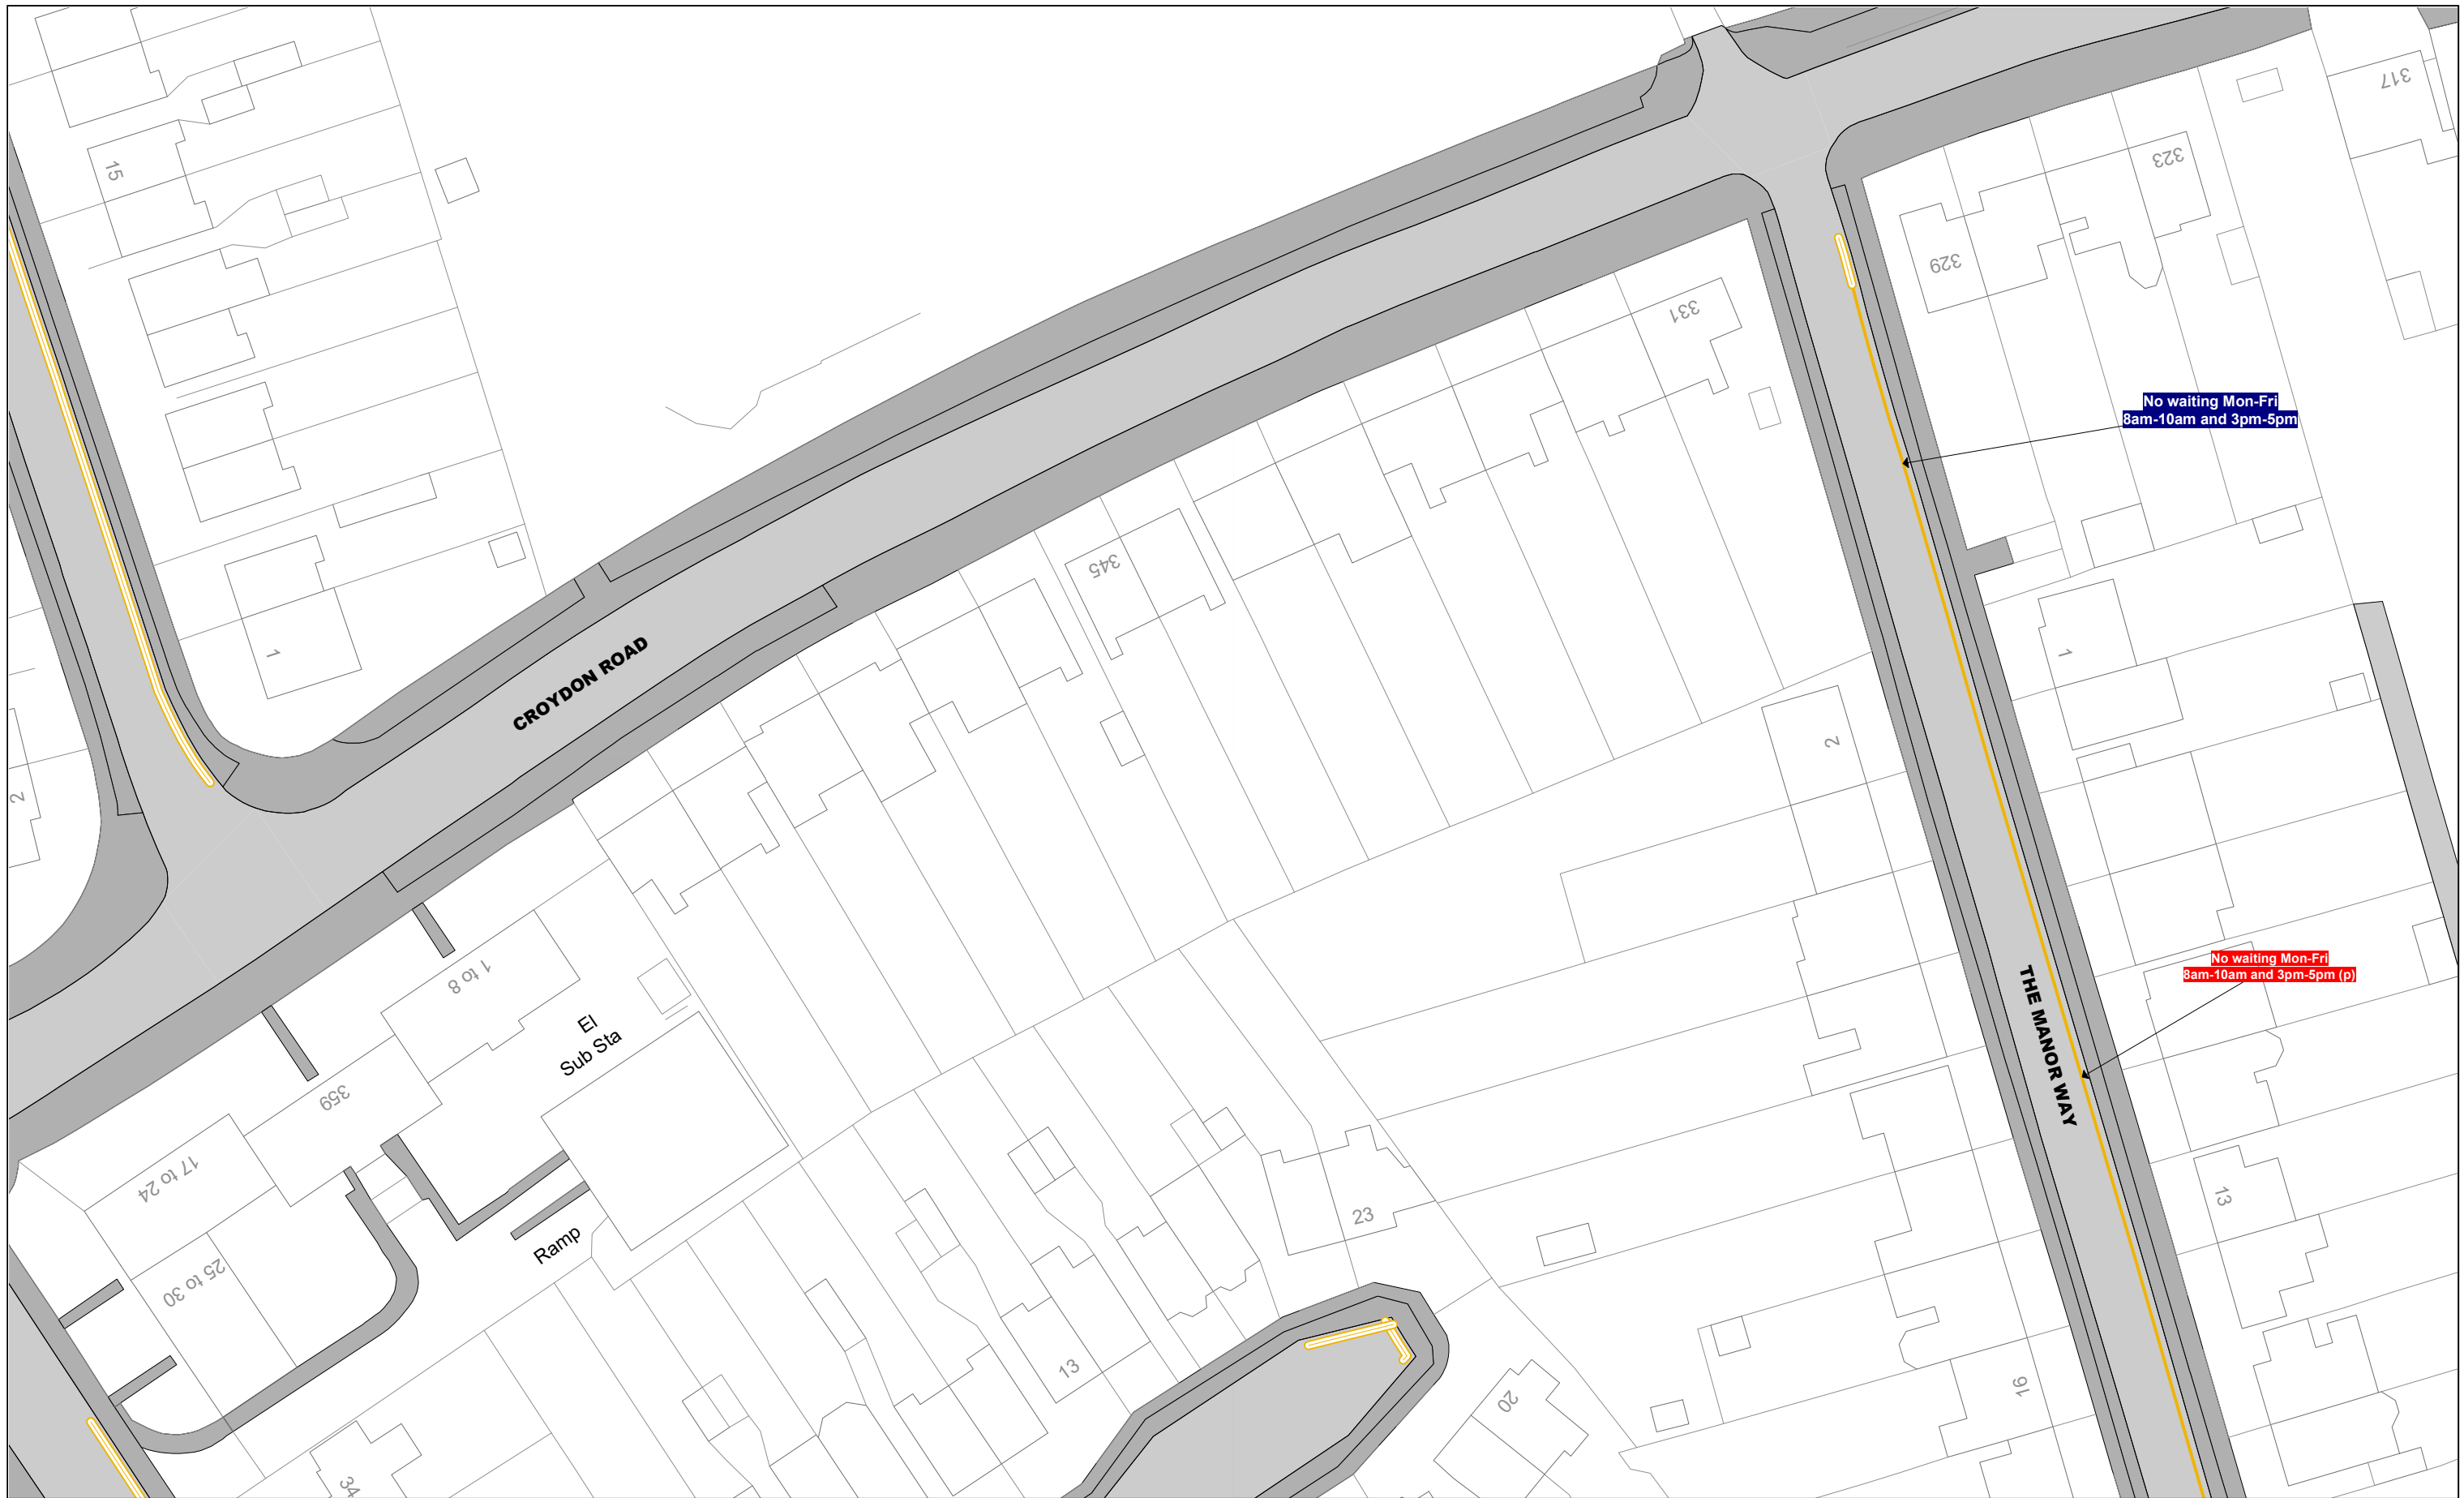 317
15
323
329
331
No waiting Mon-Fri
8am-10am and 3pm-5pm
345
1
1
CROYDON ROAD
2
2
No waiting Mon-Fri
8am-10am and 3pm-5pm (p)
1 to 8
THE MANOR WAY
El
Sub Sta
359
17 to 24
13
23
Ramp
25 to 30
13
16
20
34